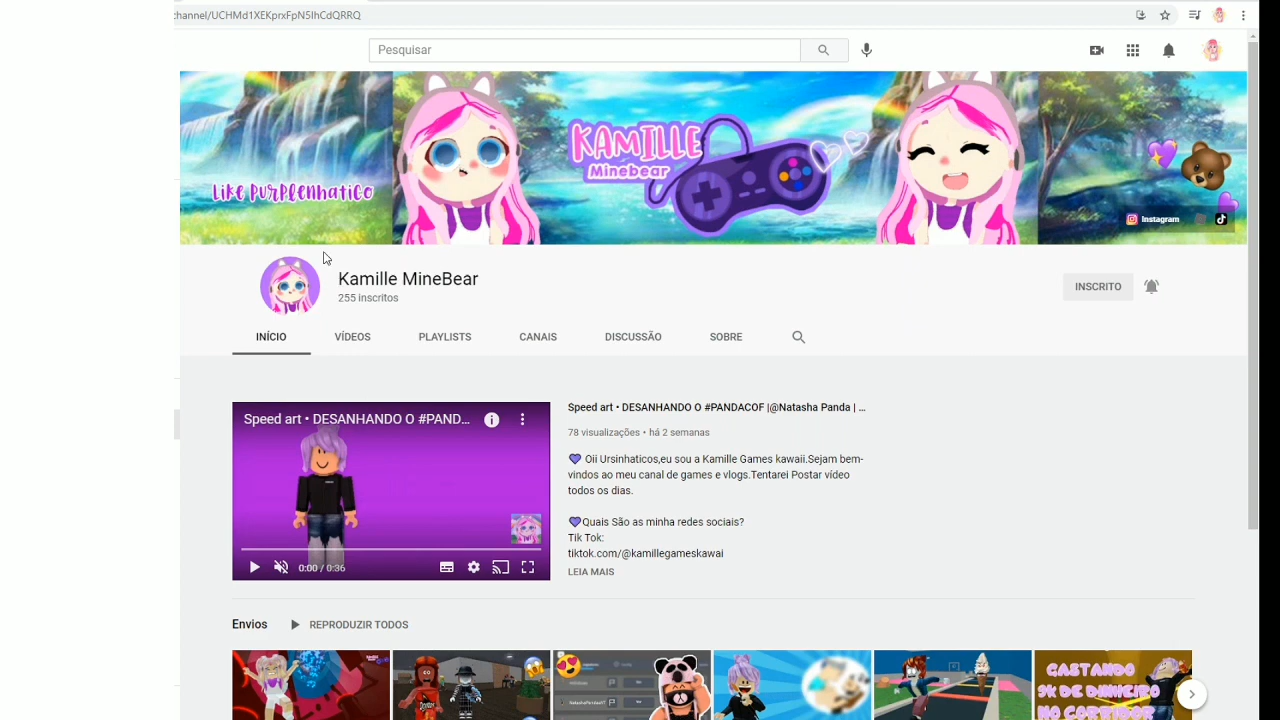 channel/UCHMd1XEKprxFpN5IhCdQRRQ
Pesquisar
Like PurPlenhatiCo
KAMILLE
Minebear
Instagram
Kamille MineBear
255 inscritos
INSCRITO
INÍCIO VÍDEOS PLAYLISTS CANAIS DISCUSSÃO SOBRE
Speed art • DESANHANDO O #PAND...
0:00 / 0:36
Speed art • DESANHANDO O #PANDACOF |@Natasha Panda | ...
78 visualizações • há 2 semanas
💜 Oii Ursinhaticos,eu sou a Kamille Games kawaii.Sejam bem-
vindos ao meu canal de games e vlogs.Tentarei Postar vídeo
todos os dias.
💜Quais São as minha redes sociais?
Tik Tok:
tiktok.com/@kamillegameskawai
LEIA MAIS
Envios
REPRODUZIR TODOS
GASTANDO
9K DE DINHEIRO
NO CORRIDOR